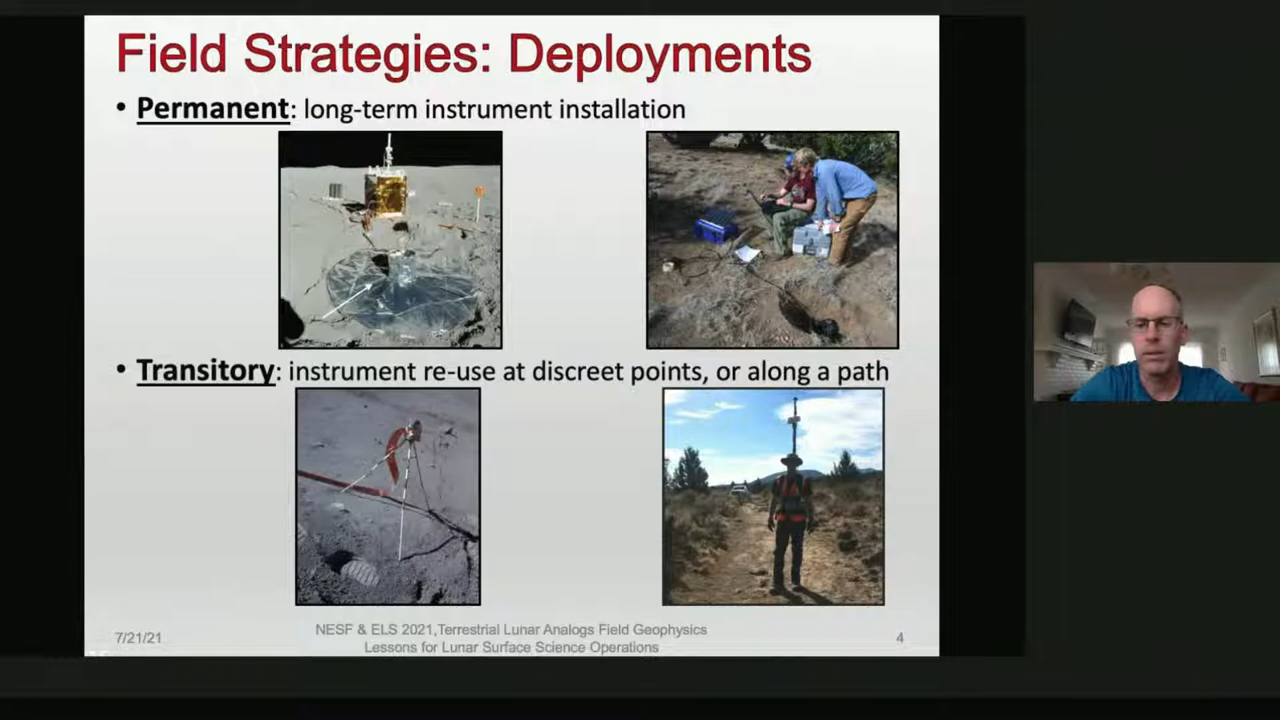 Field Strategies: Deployments
• Permanent: long-term instrument installation
• Transitory: instrument re-use at discreet points, or along a path
7/21/21
NESF & ELS 2021,Terrestrial Lunar Analogs Field Geophysics
Lessons for Lunar Surface Science Operations
4